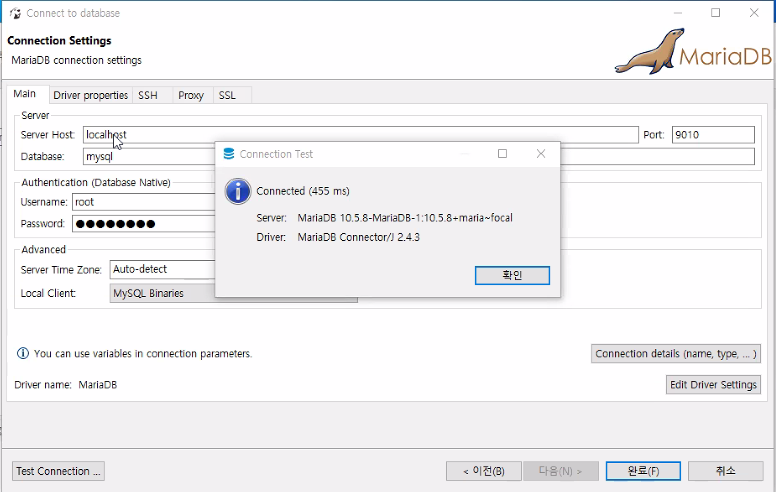 Connect to database
Connection Settings
MariaDB connection settings
MariaDB
Main Driver properties SSH Proxy SSL
Server
Server Host: localhost Port: 9010
Database: mysql
Authentication (Database Native)
Username: root
Password: ●●●●●●●●
Advanced
Server Time Zone: Auto-detect
Local Client: MySQL Binaries
Connection Test
Connected (455 ms)
Server: MariaDB 10.5.8-MariaDB-1:10.5.8+maria~focal
Driver: MariaDB Connector/J 2.4.3
확인
You can use variables in connection parameters.
Connection details (name, type, ... )
Driver name: MariaDB
Edit Driver Settings
Test Connection ... < 이전(B) 다음(N) > 완료(F) 취소